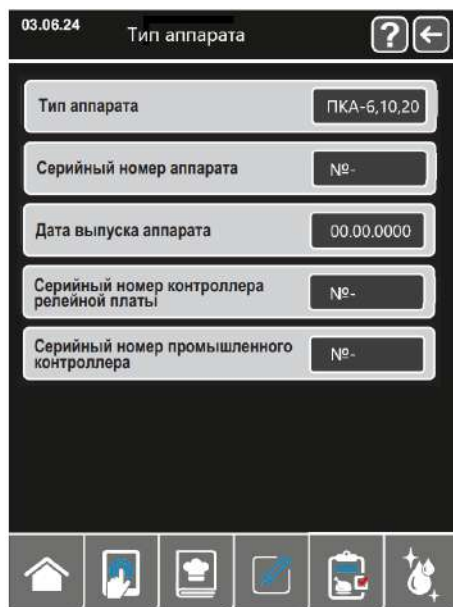 03.06.24
Тип аппарата
?
Тип аппарата
ПКА-6,10,20
Серийный номер аппарата
№-
Дата выпуска аппарата
00.00.0000
Серийный номер контроллера
релейной платы
№-
Серийный номер промышленного
контроллера
№-